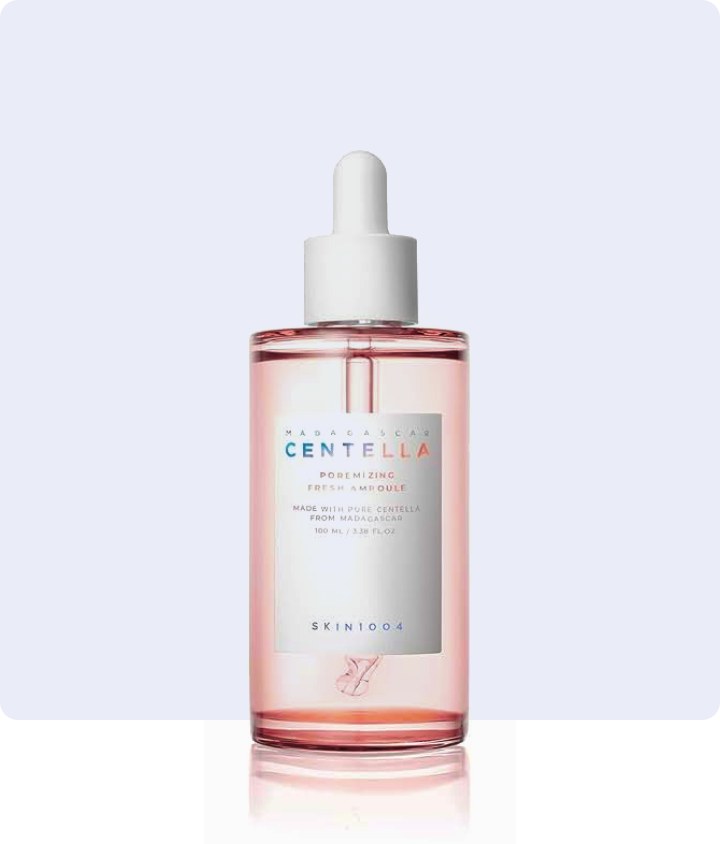 MADAGASCAR
CENTELLA
POREMIZING
FRESH AMPOULE
MADE WITH PURE CENTELLA
FROM MADAGASCAR
100 ML / 3.38 FL.OZ
SKIN1004